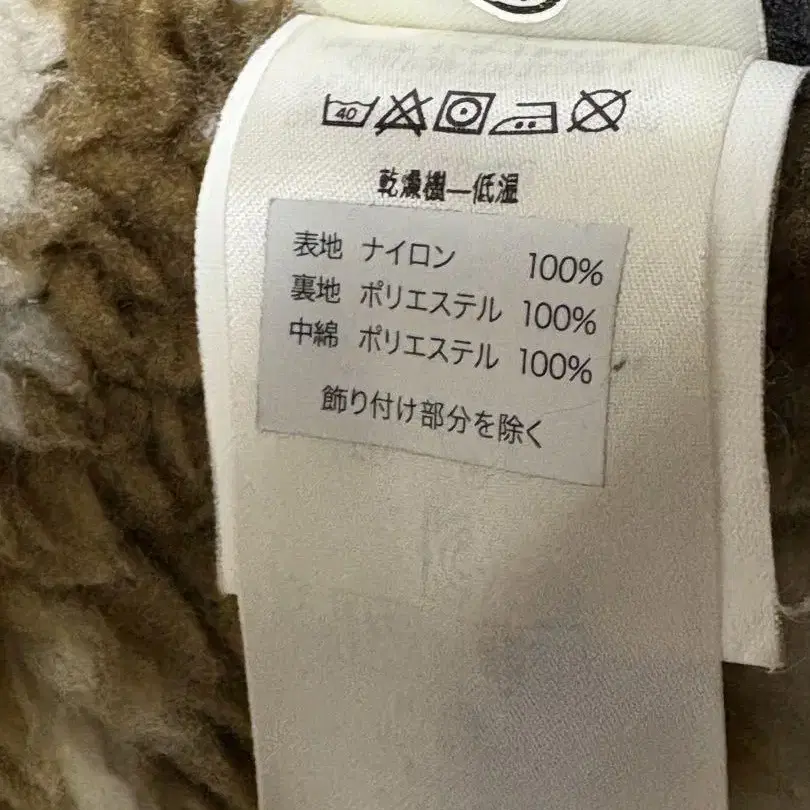 40
乾燥機—低温
表地 ナイロン 100%
裏地 ポリエステル 100%
中綿 ポリエステル 100%
飾り付け部分を除く